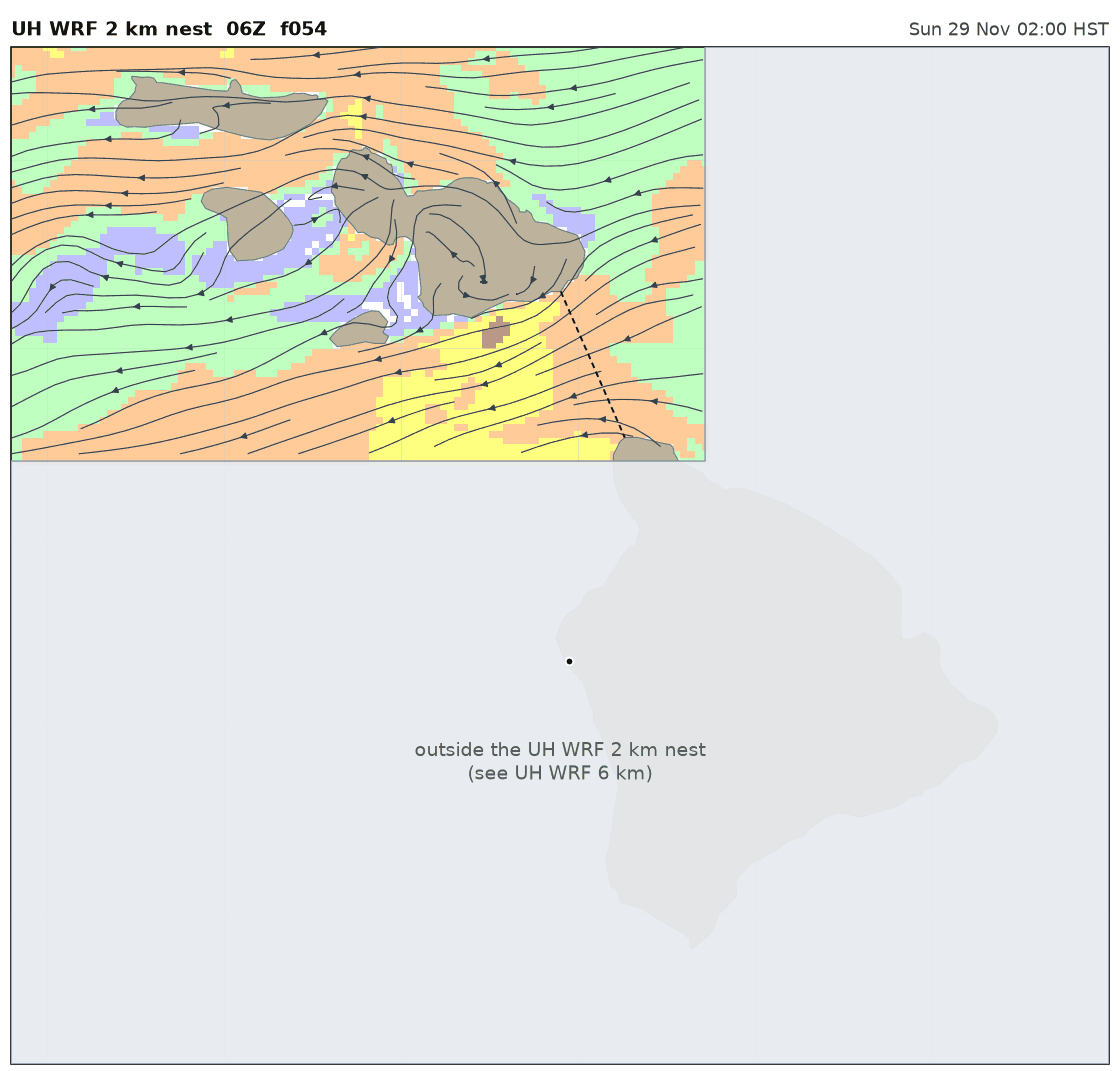 UH WRF 2 km nest  06Z  f054
Sun 29 Nov 02:00 HST
outside the UH WRF 2 km nest
(see UH WRF 6 km)